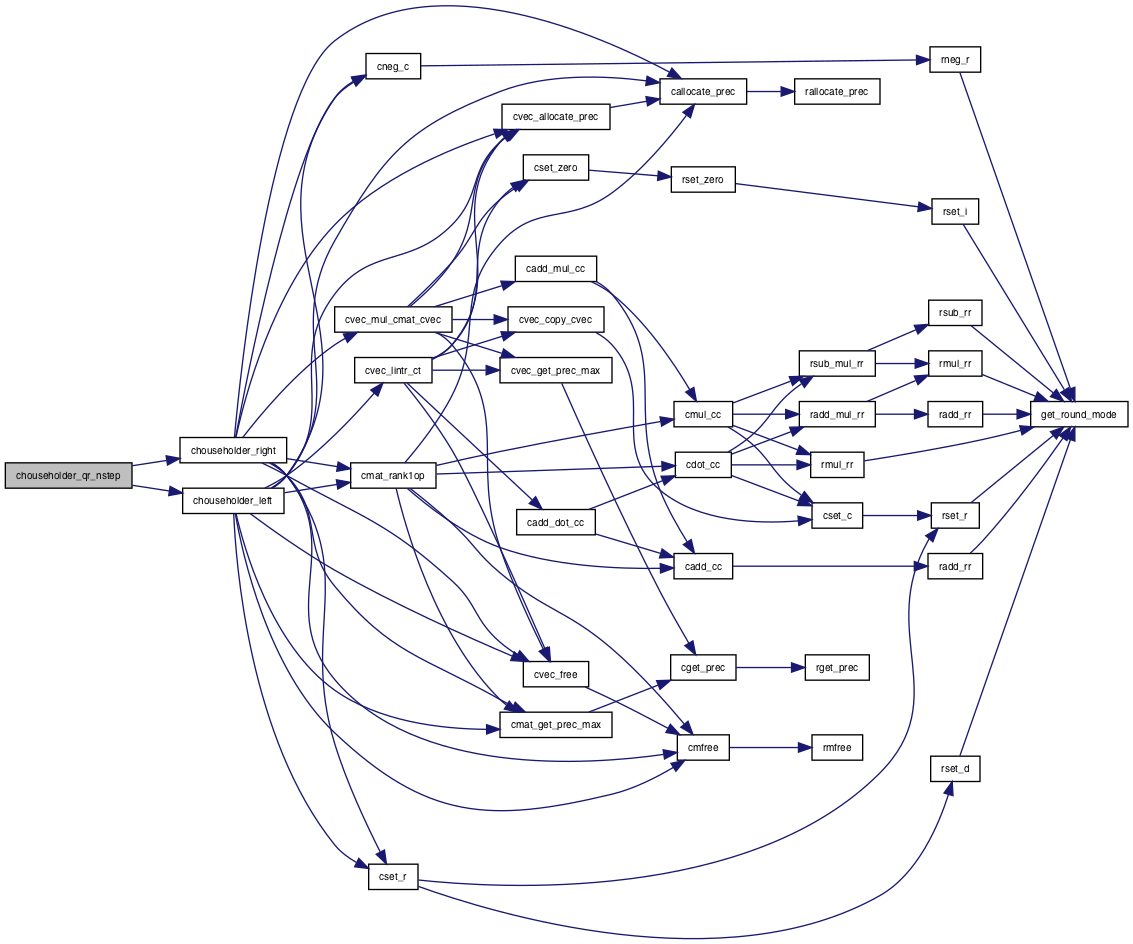 chouseholder_qr_nstep
chouseholder_right
chouseholder_left
cneg_c
cvec_mul_cmat_cvec
cvec_lintr_ct
cmat_rank1op
cset_r
cvec_allocate_prec
cset_zero
cadd_mul_cc
cvec_copy_cvec
cvec_get_prec_max
cadd_dot_cc
cvec_free
cmat_get_prec_max
callocate_prec
rset_zero
cmul_cc
cdot_cc
cadd_cc
cget_prec
cmfree
rallocate_prec
rsub_mul_rr
radd_mul_rr
rmul_rr
cset_c
rget_prec
rmfree
rneg_r
rset_i
rsub_rr
rmul_rr
radd_rr
rset_r
radd_rr
rset_d
get_round_mode